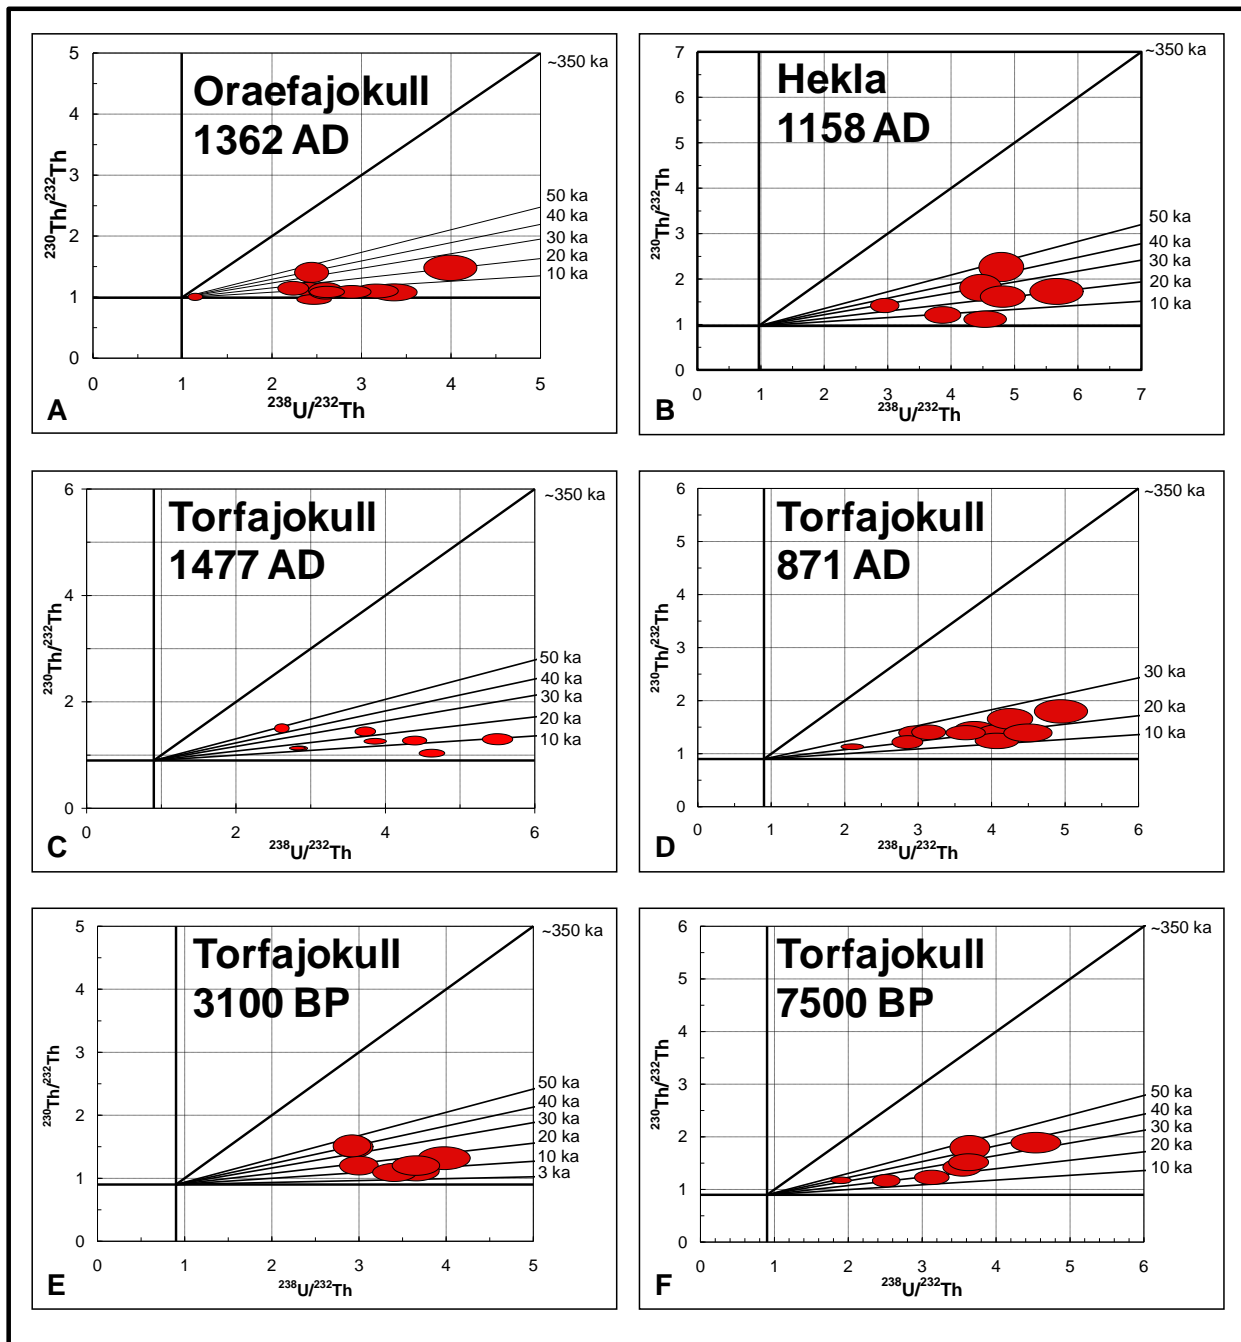 Oraefajokull
1362 AD
5
4
3
2
1
0
0
1
2
3
4
5
~350 ka
50 ka
40 ka
30 ka
20 ka
10 ka
230Th/232Th
238U/232Th
A
Hekla
1158 AD
7
6
5
4
3
2
1
0
0
1
2
3
4
5
6
7
~350 ka
50 ka
40 ka
30 ka
20 ka
10 ka
230Th/232Th
238U/232Th
B
Torfajokull
1477 AD
6
4
2
0
0
2
4
6
~350 ka
50 ka
40 ka
30 ka
20 ka
10 ka
230Th/232Th
238U/232Th
C
Torfajokull
871 AD
6
5
4
3
2
1
0
0
1
2
3
4
5
6
~350 ka
30 ka
20 ka
10 ka
230Th/232Th
238U/232Th
D
Torfajokull
3100 BP
5
4
3
2
1
0
0
1
2
3
4
5
~350 ka
50 ka
40 ka
30 ka
20 ka
10 ka
3 ka
230Th/232Th
238U/232Th
E
Torfajokull
7500 BP
6
5
4
3
2
1
0
0
1
2
3
4
5
6
~350 ka
50 ka
40 ka
30 ka
20 ka
10 ka
230Th/232Th
238U/232Th
F